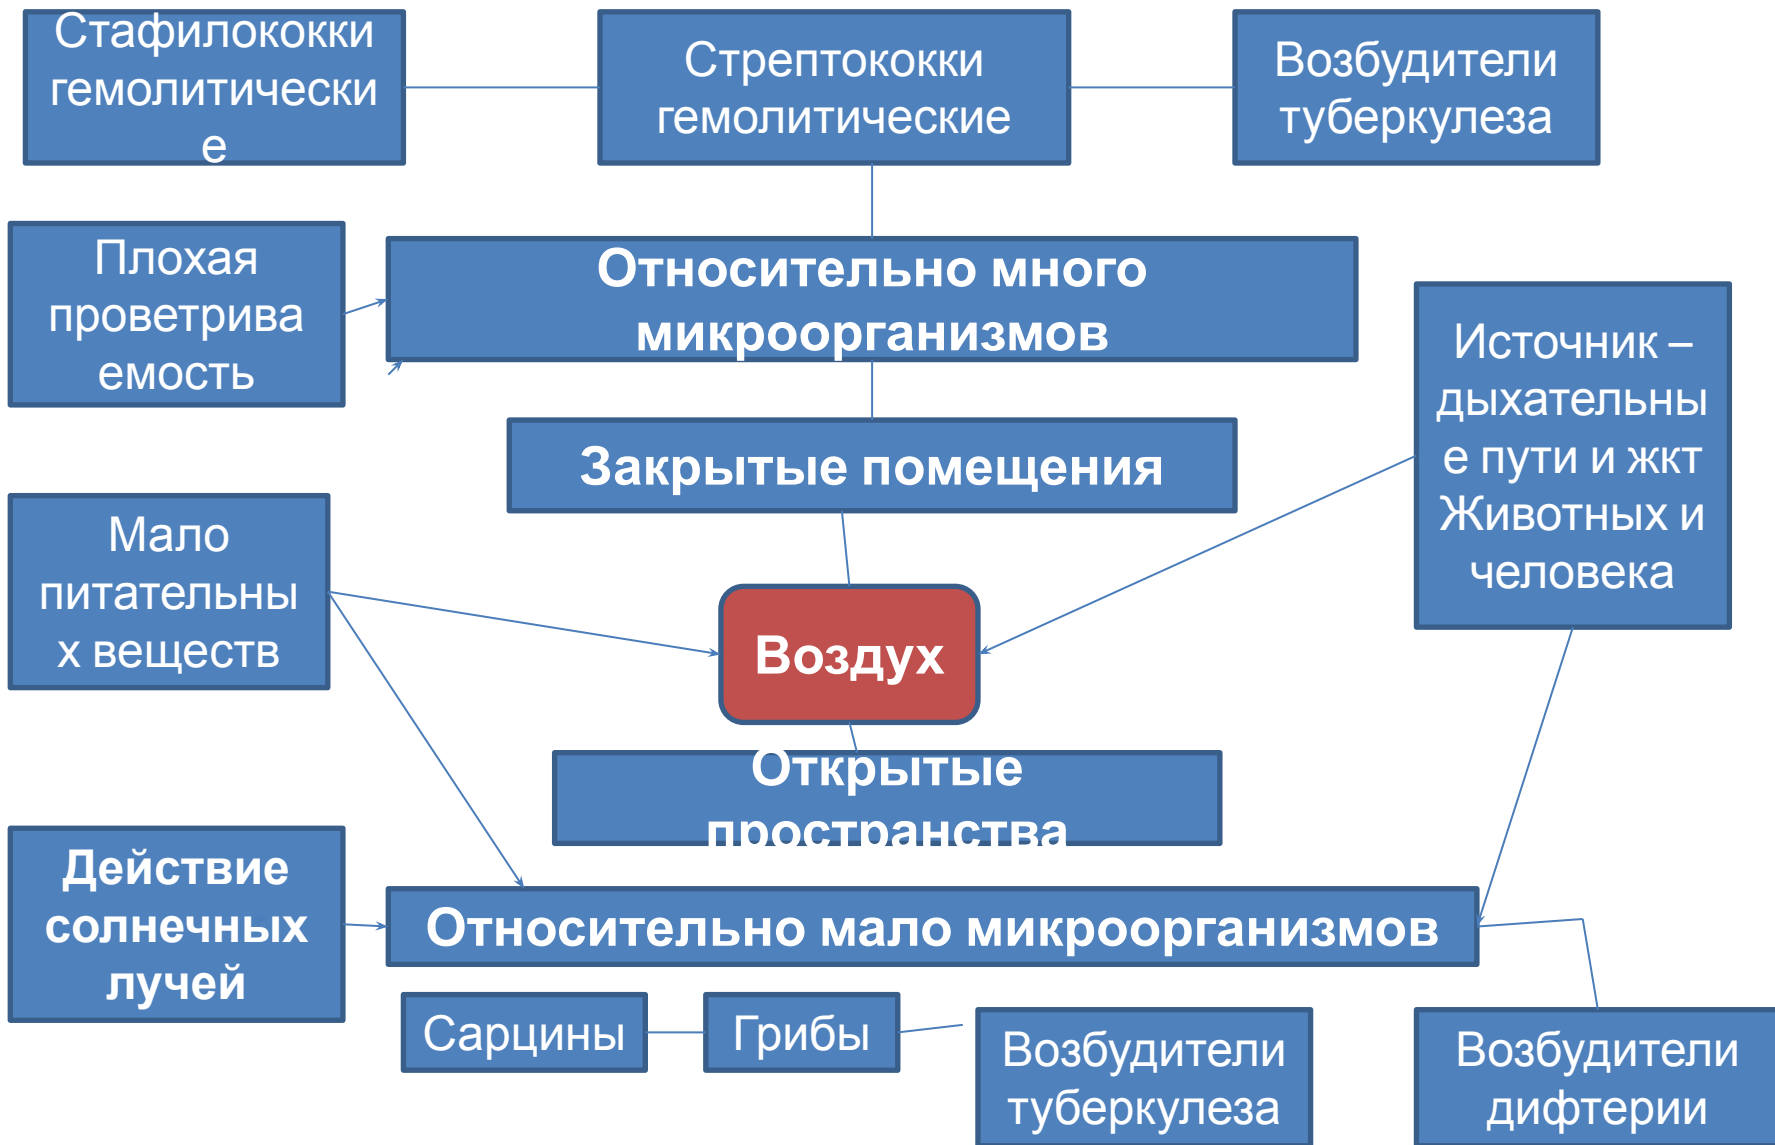 Стафилококки
гемолитически
е
Стрептококки
гемолитические
Возбудители
туберкулеза
Плохая
проветрива
емость
Относительно много
микроорганизмов
Источник –
дыхательны
е пути и жкт
Животных и
человека
Закрытые помещения
Мало
питательны
х веществ
Воздух
Открытые
пространства
Действие
солнечных
лучей
Относительно мало микроорганизмов
Сарцины
Грибы
Возбудители
туберкулеза
Возбудители
дифтерии